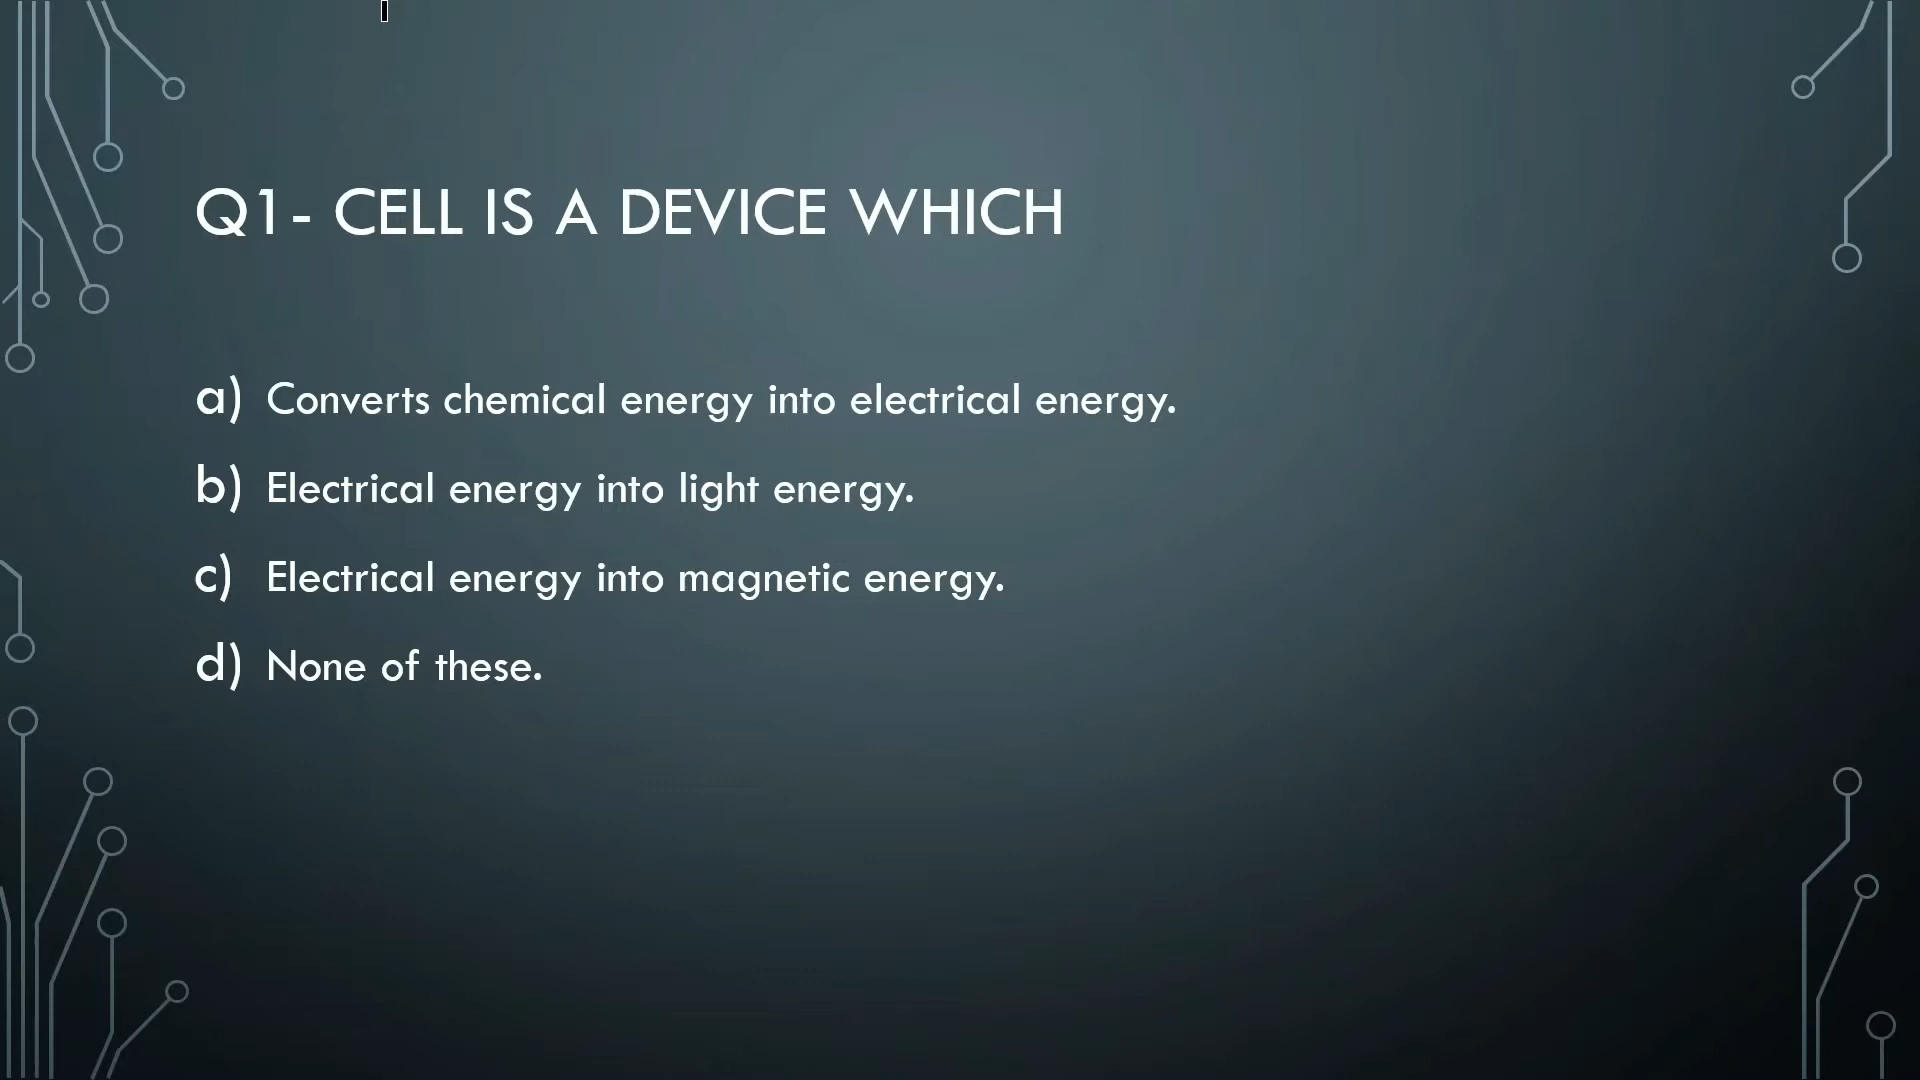 Q1- CELL IS A DEVICE WHICH
a) Converts chemical energy into electrical energy.
b) Electrical energy into light energy.
c) Electrical energy into magnetic energy.
d) None of these.